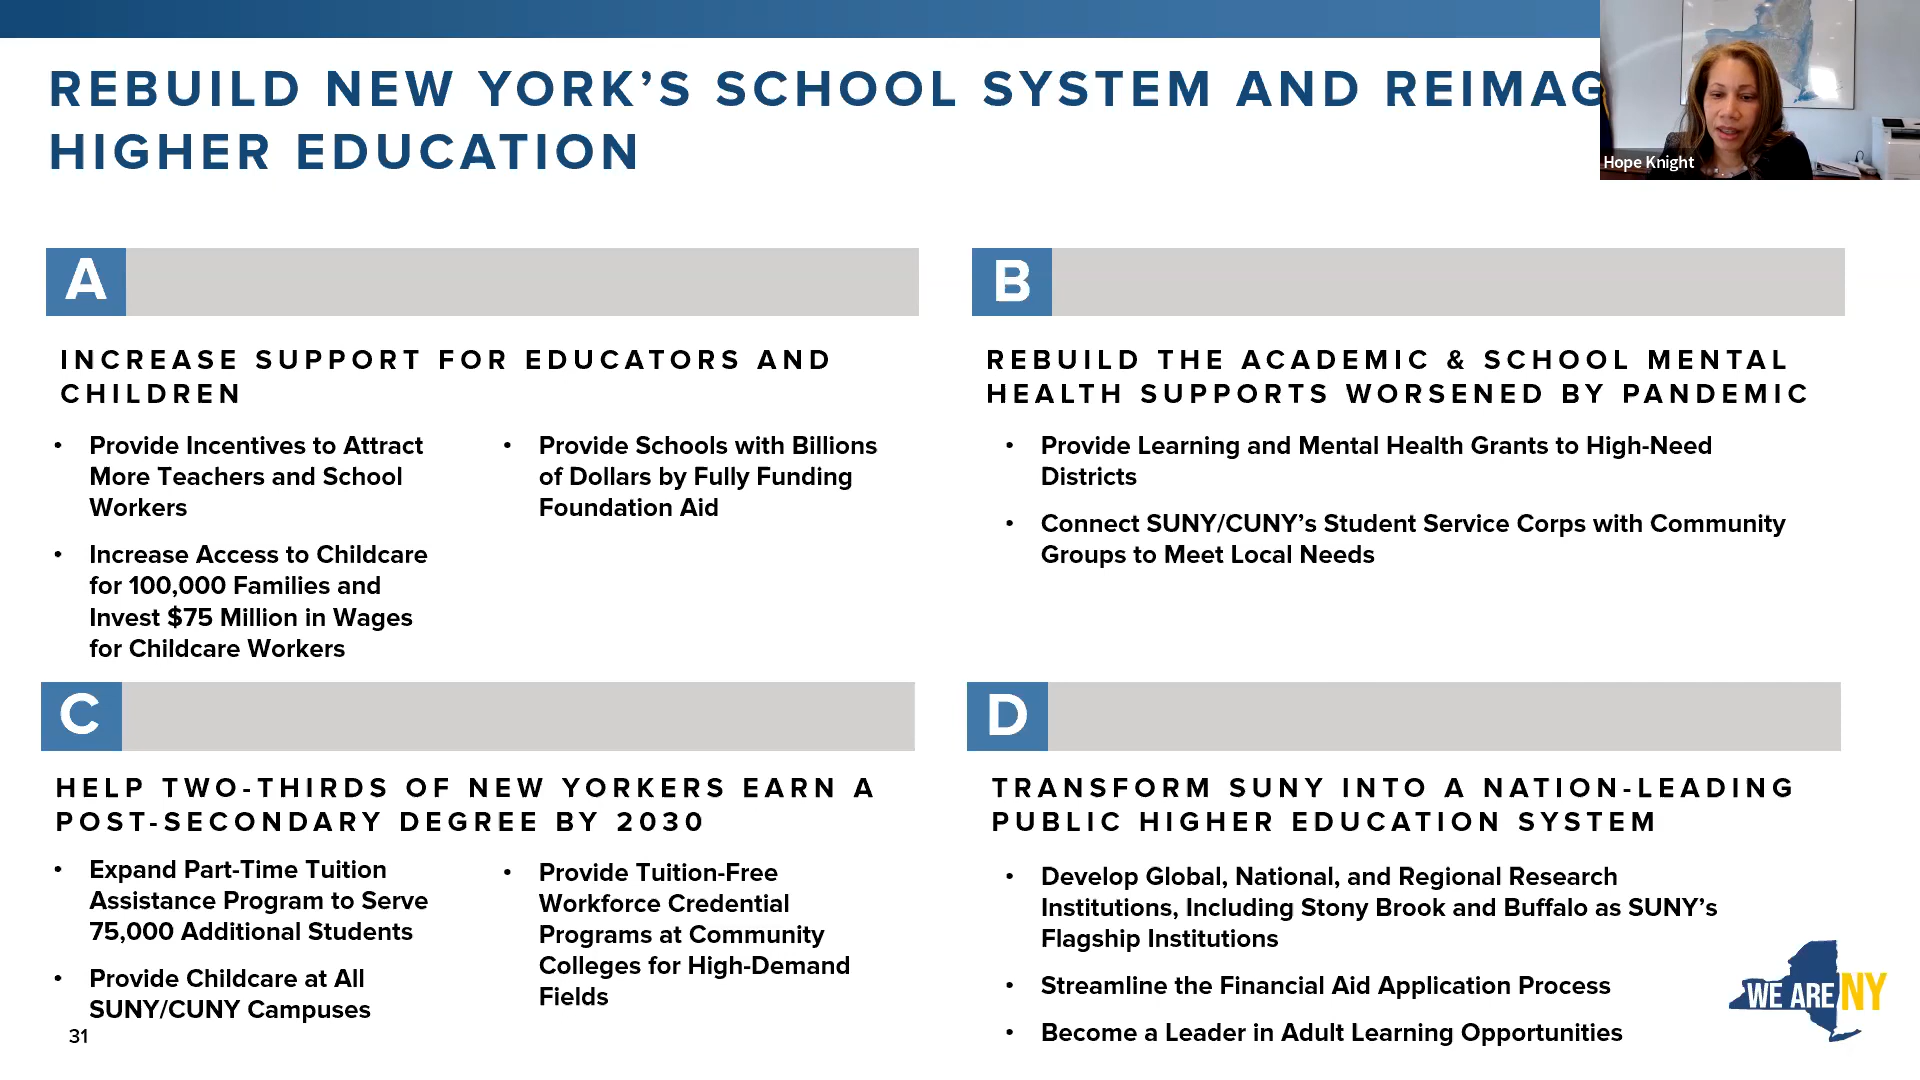 REBUILD NEW YORK’S SCHOOL SYSTEM AND REIMAG
HIGHER EDUCATION
Hope Knight
A
INCREASE SUPPORT FOR EDUCATORS AND
CHILDREN
• Provide Incentives to Attract
More Teachers and School
Workers
• Increase Access to Childcare
for 100,000 Families and
Invest $75 Million in Wages
for Childcare Workers
• Provide Schools with Billions
of Dollars by Fully Funding
Foundation Aid
B
REBUILD THE ACADEMIC & SCHOOL MENTAL
HEALTH SUPPORTS WORSENED BY PANDEMIC
• Provide Learning and Mental Health Grants to High-Need
Districts
• Connect SUNY/CUNY’s Student Service Corps with Community
Groups to Meet Local Needs
C
HELP TWO-THIRDS OF NEW YORKERS EARN A
POST-SECONDARY DEGREE BY 2030
• Expand Part-Time Tuition
Assistance Program to Serve
75,000 Additional Students
• Provide Childcare at All
SUNY/CUNY Campuses
• Provide Tuition-Free
Workforce Credential
Programs at Community
Colleges for High-Demand
Fields
D
TRANSFORM SUNY INTO A NATION-LEADING
PUBLIC HIGHER EDUCATION SYSTEM
• Develop Global, National, and Regional Research
Institutions, Including Stony Brook and Buffalo as SUNY’s
Flagship Institutions
• Streamline the Financial Aid Application Process
• Become a Leader in Adult Learning Opportunities
WE ARE NY
31